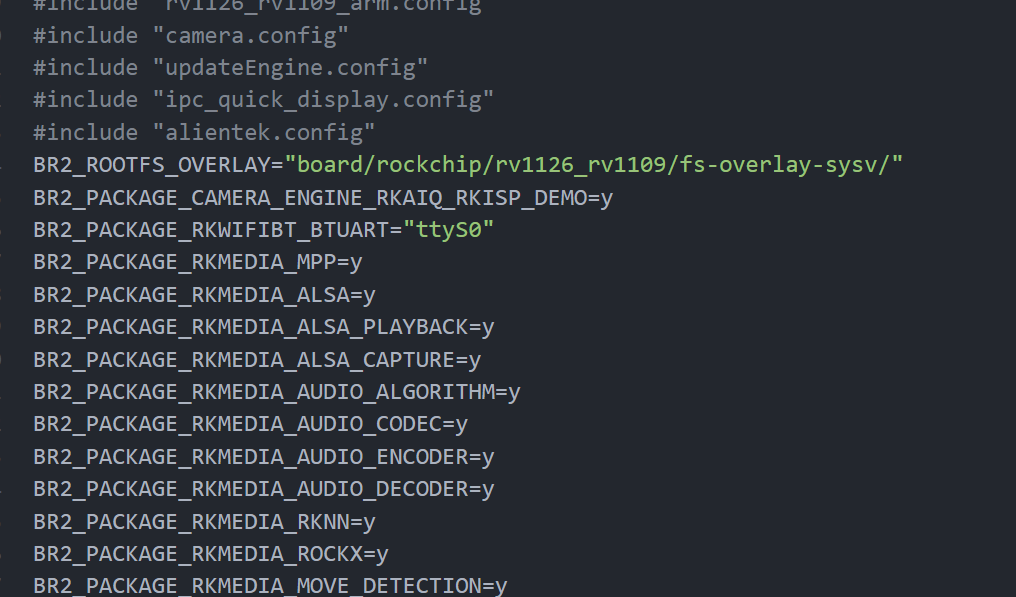 #include "rv1126_rv1109_arm.config"
#include "camera.config"
#include "updateEngine.config"
#include "ipc_quick_display.config"
#include "alientek.config"
BR2_ROOTFS_OVERLAY="board/rockchip/rv1126_rv1109/fs-overlay-sysv/"
BR2_PACKAGE_CAMERA_ENGINE_RKAIQ_RKISP_DEMO=y
BR2_PACKAGE_RKWIFIBT_BTUART="ttyS0"
BR2_PACKAGE_RKMEDIA_MPP=y
BR2_PACKAGE_RKMEDIA_ALSA=y
BR2_PACKAGE_RKMEDIA_ALSA_PLAYBACK=y
BR2_PACKAGE_RKMEDIA_ALSA_CAPTURE=y
BR2_PACKAGE_RKMEDIA_AUDIO_ALGORITHM=y
BR2_PACKAGE_RKMEDIA_AUDIO_CODEC=y
BR2_PACKAGE_RKMEDIA_AUDIO_ENCODER=y
BR2_PACKAGE_RKMEDIA_AUDIO_DECODER=y
BR2_PACKAGE_RKMEDIA_RKNN=y
BR2_PACKAGE_RKMEDIA_ROCKX=y
BR2_PACKAGE_RKMEDIA_MOVE_DETECTION=y